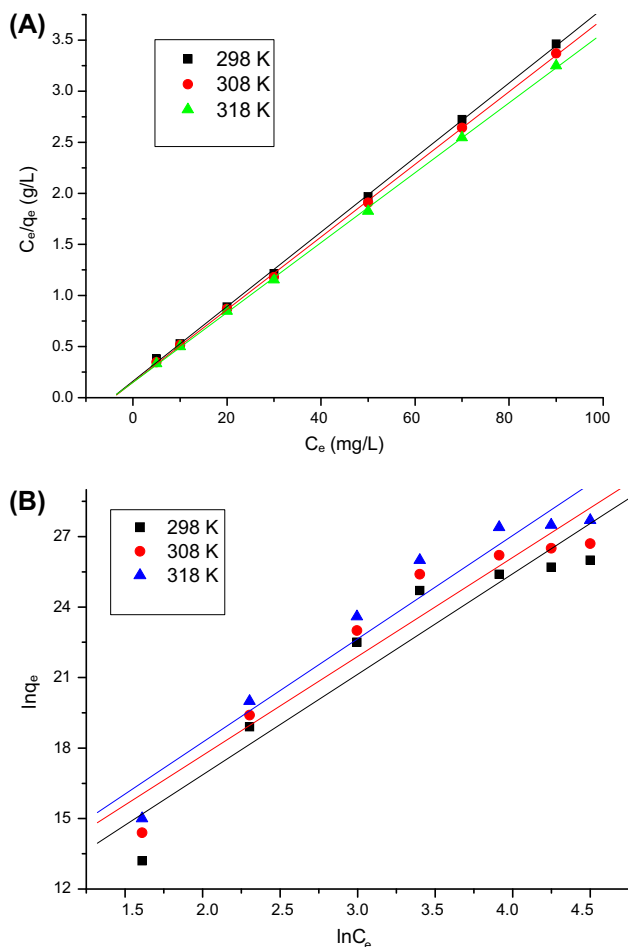 (A)
298 K
308 K
318 K
3.5
3.0
2.5
2.0
1.5
1.0
0.5
0.0
Cₑ/qₑ (g/L)
0 20 40 60 80 100
Cₑ (mg/L)
(B)
298 K
308 K
318 K
27
24
21
18
15
12
lnqₑ
1.5 2.0 2.5 3.0 3.5 4.0 4.5
lnCₑ